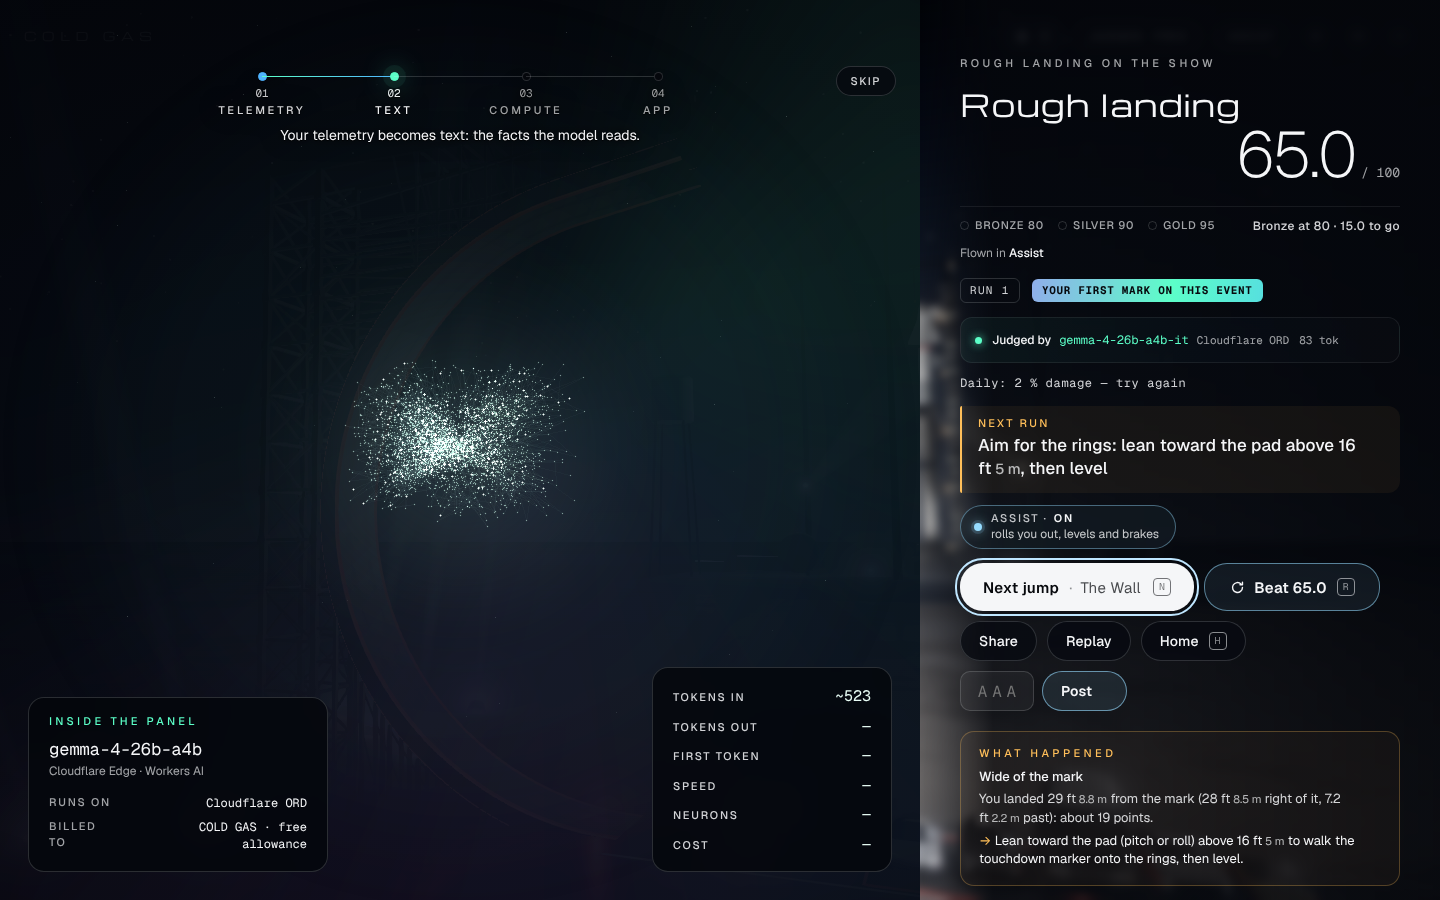 COLD GAS
SKIP
01 02 03 04
TELEMETRY TEXT COMPUTE APP
Your telemetry becomes text: the facts the model reads.
INSIDE THE PANEL
gemma-4-26b-a4b
Cloudflare Edge · Workers AI
RUNS ON Cloudflare ORD
BILLED TO COLD GAS · free allowance
TOKENS IN ~523
TOKENS OUT —
FIRST TOKEN —
SPEED —
NEURONS —
COST —
ROUGH LANDING ON THE SHOW
Rough landing
65.0 / 100
BRONZE 80 SILVER 90 GOLD 95 Bronze at 80 · 15.0 to go
Flown in Assist
RUN 1 YOUR FIRST MARK ON THIS EVENT
Judged by gemma-4-26b-a4b-it Cloudflare ORD 83 tok
Daily: 2 % damage — try again
NEXT RUN
Aim for the rings: lean toward the pad above 16
ft 5 m, then level
ASSIST · ON
rolls you out, levels and brakes
Next jump · The Wall N
Beat 65.0 R
Share Replay Home H
AAA Post
WHAT HAPPENED
Wide of the mark
You landed 29 ft 8.8 m from the mark (28 ft 8.5 m right of it, 7.2
ft 2.2 m past): about 19 points.
→ Lean toward the pad (pitch or roll) above 16 ft 5 m to walk the
touchdown marker onto the rings, then level.